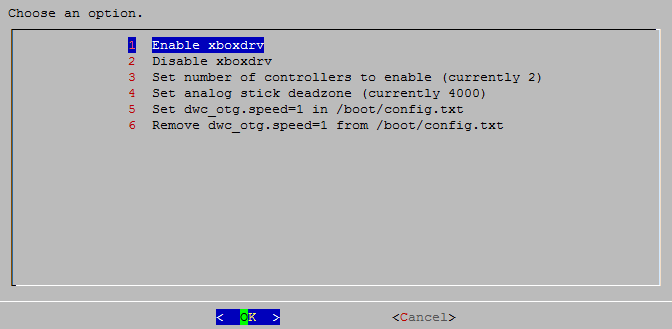 Choose an option.
1 Enable xboxdrv
2 Disable xboxdrv
3 Set number of controllers to enable (currently 2)
4 Set analog stick deadzone (currently 4000)
5 Set dwc_otg.speed=1 in /boot/config.txt
6 Remove dwc_otg.speed=1 from /boot/config.txt
< OK > <Cancel>